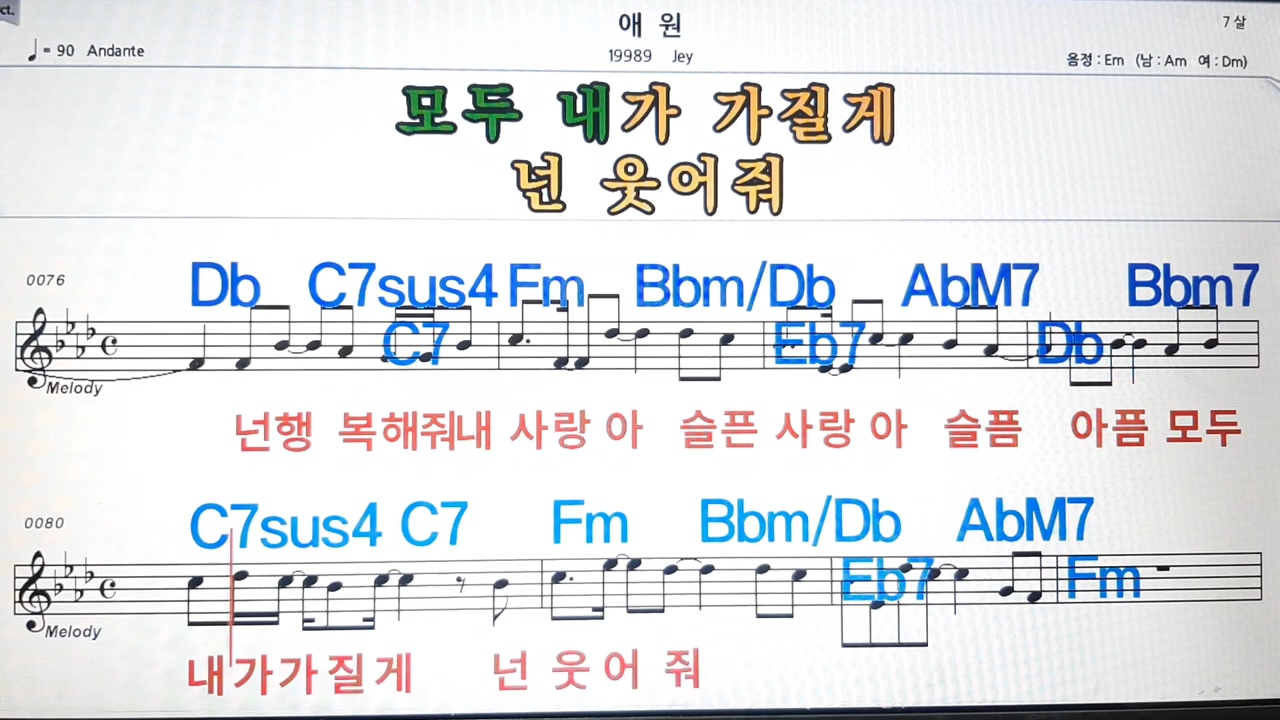 ct.
애 원
7 살
♩= 90 Andante
19989 Jey
음정 : Em (남 : Am 여 : Dm)
모두 내가 가질게
넌 웃어줘
0076
Db C7sus4 Fm Bbm/Db AbM7 Bbm7
C7 Eb7 Db
Melody
넌행 복해줘내 사랑 아 슬픈 사랑 아 슬픔 아픔 모두
0080
C7sus4 C7 Fm Bbm/Db AbM7
Eb7 Fm
Melody
내가가질게 넌 웃어 줘